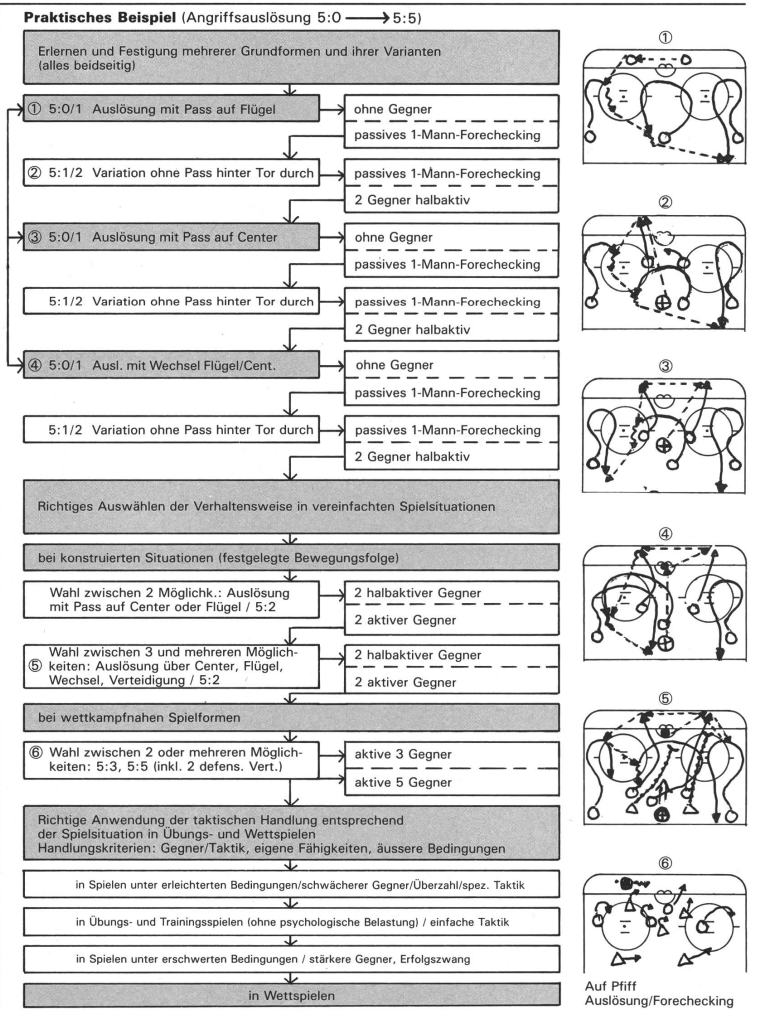 Praktisches Beispiel (Angriffsauslösung 5:0 ⟶ 5:5)
Erlernen und Festigung mehrerer Grundformen und ihrer Varianten
(alles beidseitig)
① 5:0/1 Auslösung mit Pass auf Flügel
ohne Gegner
passives 1-Mann-Forechecking
② 5:1/2 Variation ohne Pass hinter Tor durch
passives 1-Mann-Forechecking
2 Gegner halbaktiv
③ 5:0/1 Auslösung mit Pass auf Center
ohne Gegner
passives 1-Mann-Forechecking
5:1/2 Variation ohne Pass hinter Tor durch
passives 1-Mann-Forechecking
2 Gegner halbaktiv
④ 5:0/1 Ausl. mit Wechsel Flügel/Cent.
ohne Gegner
passives 1-Mann-Forechecking
5:1/2 Variation ohne Pass hinter Tor durch
passives 1-Mann-Forechecking
2 Gegner halbaktiv
Richtiges Auswählen der Verhaltensweise in vereinfachten Spielsituationen
bei konstruierten Situationen (festgelegte Bewegungsfolge)
Wahl zwischen 2 Möglichk.: Auslösung
mit Pass auf Center oder Flügel / 5:2
2 halbaktiver Gegner
2 aktiver Gegner
Wahl zwischen 3 und mehreren Möglich-
⑤ keiten: Auslösung über Center, Flügel,
Wechsel, Verteidigung / 5:2
2 halbaktiver Gegner
2 aktiver Gegner
bei wettkampfnahen Spielformen
⑥ Wahl zwischen 2 oder mehreren Möglich-
keiten: 5:3, 5:5 (inkl. 2 defens. Vert.)
aktive 3 Gegner
aktive 5 Gegner
Richtige Anwendung der taktischen Handlung entsprechend
der Spielsituation in Übungs- und Wettspielen
Handlungskriterien: Gegner/Taktik, eigene Fähigkeiten, äussere Bedingungen
in Spielen unter erleichterten Bedingungen/schwächerer Gegner/Überzahl/spez. Taktik
in Übungs- und Trainingsspielen (ohne psychologische Belastung) / einfache Taktik
in Spielen unter erschwerten Bedingungen / stärkere Gegner, Erfolgszwang
in Wettspielen
①
②
③
④
⑤
⑥
Auf Pfiff
Auslösung/Forechecking